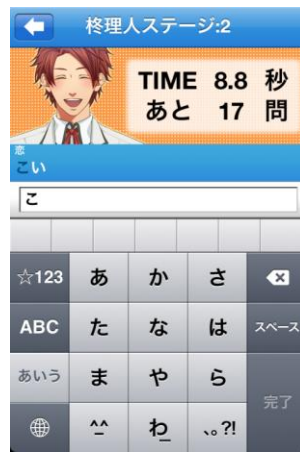 柊理人ステージ:2
TIME 8.8 秒
あと 17 問
恋
こい
こ
☆123 あ か さ
ABC た な は スペース
あいう ま や ら
^^ わ_ 、。?! 完了